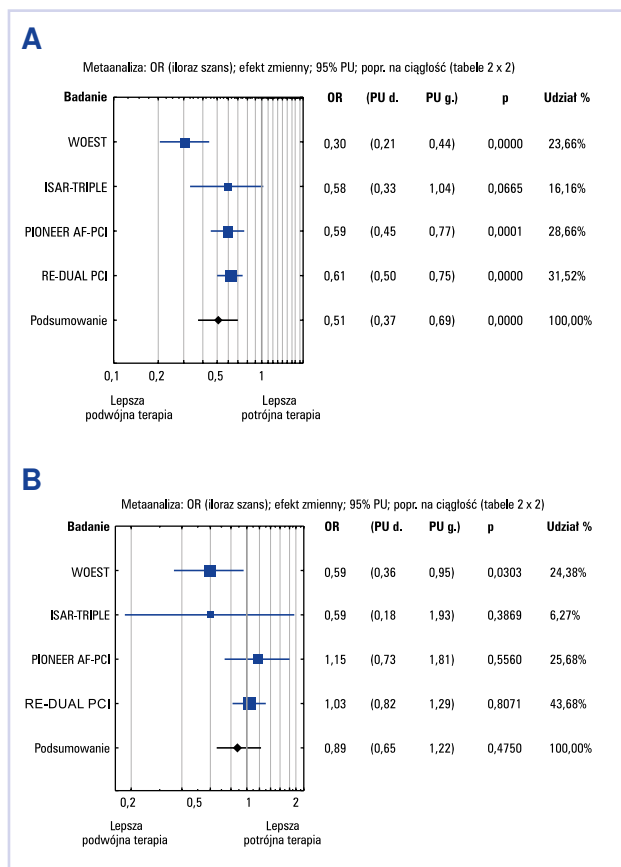 A
Metaanaliza: OR (iloraz szans); efekt zmienny; 95% PU; popr. na ciągłość (tabele 2 x 2)
Badanie OR (PU d. PU g.) p Udział %
WOEST 0,30 (0,21 0,44) 0,0000 23,66%
ISAR-TRIPLE 0,58 (0,33 1,04) 0,0665 16,16%
PIONEER AF-PCI 0,59 (0,45 0,77) 0,0001 28,66%
RE-DUAL PCI 0,61 (0,50 0,75) 0,0000 31,52%
Podsumowanie 0,51 (0,37 0,69) 0,0000 100,00%
0,1 0,2 0,5 1
Lepsza Lepsza
podwójna terapia potrójna terapia
B
Metaanaliza: OR (iloraz szans); efekt zmienny; 95% PU; popr. na ciągłość (tabele 2 x 2)
Badanie OR (PU d. PU g.) p Udział %
WOEST 0,59 (0,36 0,95) 0,0303 24,38%
ISAR-TRIPLE 0,59 (0,18 1,93) 0,3869 6,27%
PIONEER AF-PCI 1,15 (0,73 1,81) 0,5560 25,68%
RE-DUAL PCI 1,03 (0,82 1,29) 0,8071 43,68%
Podsumowanie 0,89 (0,65 1,22) 0,4750 100,00%
0,2 0,5 1 2
Lepsza Lepsza
podwójna terapia potrójna terapia